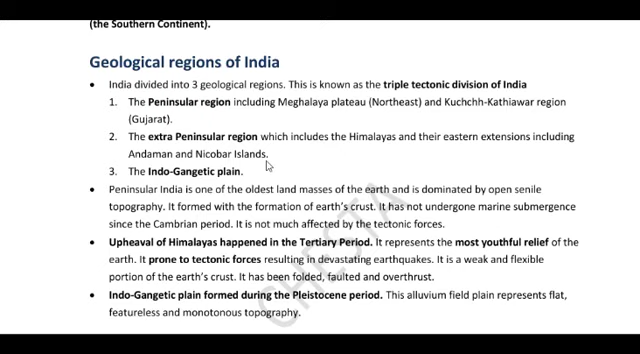 (the Southern Continent).
Geological regions of India
• India divided into 3 geological regions. This is known as the triple tectonic division of India
1. The Peninsular region including Meghalaya plateau (Northeast) and Kuchchh-Kathiawar region
(Gujarat).
2. The extra Peninsular region which includes the Himalayas and their eastern extensions including
Andaman and Nicobar Islands.
3. The Indo-Gangetic plain.
• Peninsular India is one of the oldest land masses of the earth and is dominated by open senile
topography. It formed with the formation of earth's crust. It has not undergone marine submergence
since the Cambrian period. It is not much affected by the tectonic forces.
• Upheaval of Himalayas happened in the Tertiary Period. It represents the most youthful relief of the
earth. It prone to tectonic forces resulting in devastating earthquakes. It is a weak and flexible
portion of the earth's crust. It has been folded, faulted and overthrust.
• Indo-Gangetic plain formed during the Pleistocene period. This alluvium field plain represents flat,
featureless and monotonous topography.
CHESTA